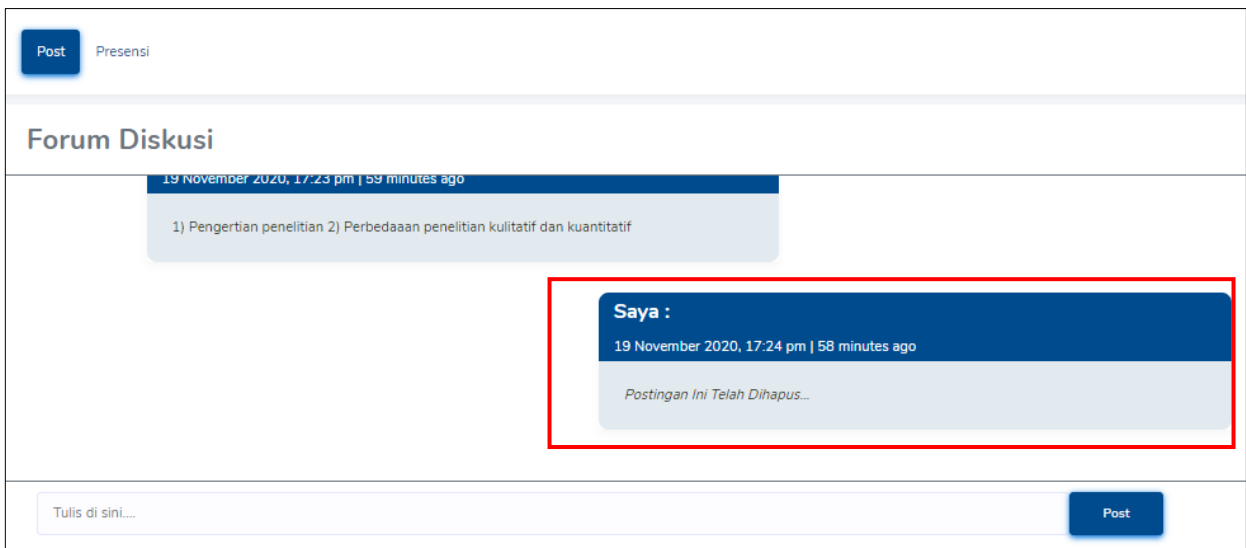 Post Presensi
Forum Diskusi
19 November 2020, 17:23 pm | 59 minutes ago
1) Pengertian penelitian 2) Perbedaaan penelitian kulitatif dan kuantitatif
Saya :
19 November 2020, 17:24 pm | 58 minutes ago
Postingan Ini Telah Dihapus...
Tulis di sini.... Post